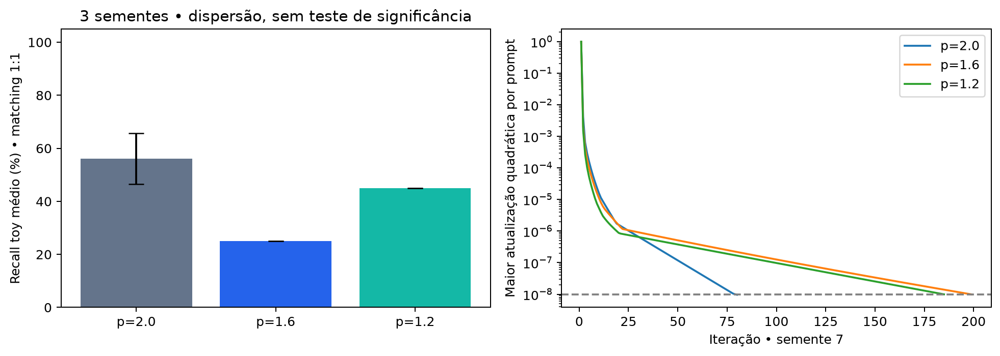 3 sementes • dispersão, sem teste de significância
Recall toy médio (%) • matching 1:1
100
80
60
40
20
0
p=2.0
p=1.6
p=1.2
Maior atualização quadrática por prompt
10⁰
10⁻¹
10⁻²
10⁻³
10⁻⁴
10⁻⁵
10⁻⁶
10⁻⁷
10⁻⁸
p=2.0
p=1.6
p=1.2
0
25
50
75
100
125
150
175
200
Iteração • semente 7